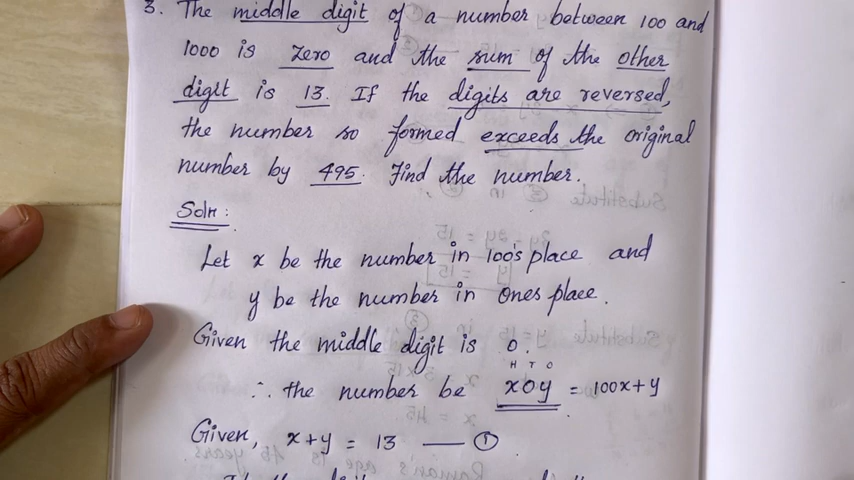 3. The middle digit of a number between 100 and
1000 is zero and the sum of the other
digit is 13. If the digits are reversed,
the number so formed exceeds the original
number by 495. Find the number.
Soln:
Let x be the number in 100's place and
y be the number in ones place.
Given the middle digit is 0.
H T O
∴ the number be x0y = 100x+y
Given, x+y = 13 — ①